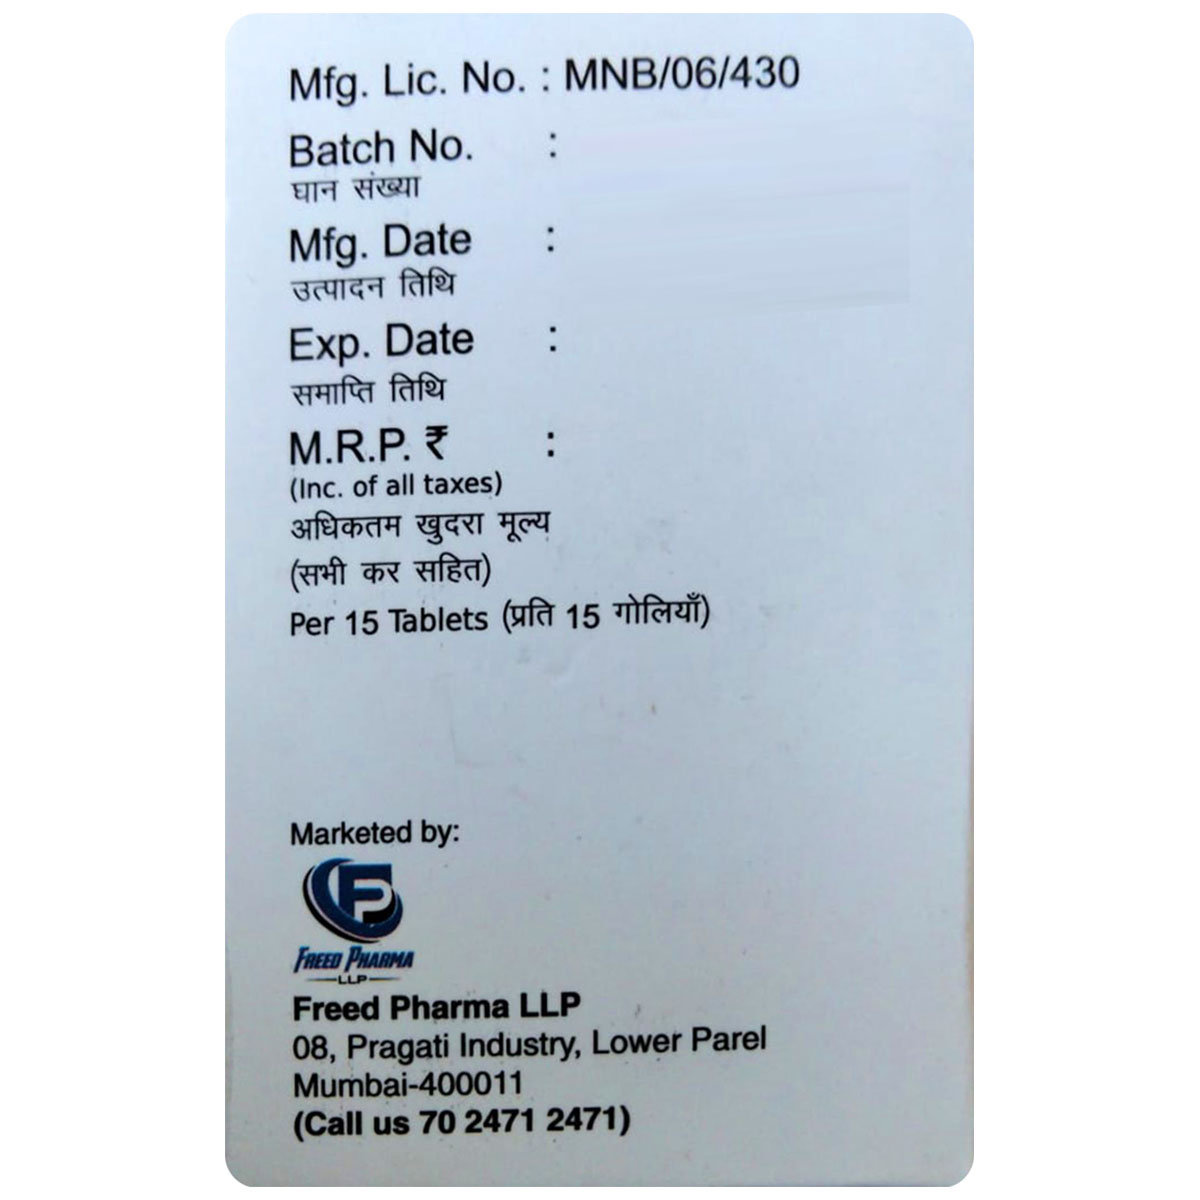 Mfg. Lic. No. : MNB/06/430
Batch No. :
घान संख्या
Mfg. Date :
उत्पादन तिथि
Exp. Date :
समाप्ति तिथि
M.R.P. ₹ :
(Inc. of all taxes)
अधिकतम खुदरा मूल्य
(सभी कर सहित)
Per 15 Tablets (प्रति 15 गोलियाँ)
Marketed by:
FP
FREED PHARMA
LLP
Freed Pharma LLP
08, Pragati Industry, Lower Parel
Mumbai-400011
(Call us 70 2471 2471)